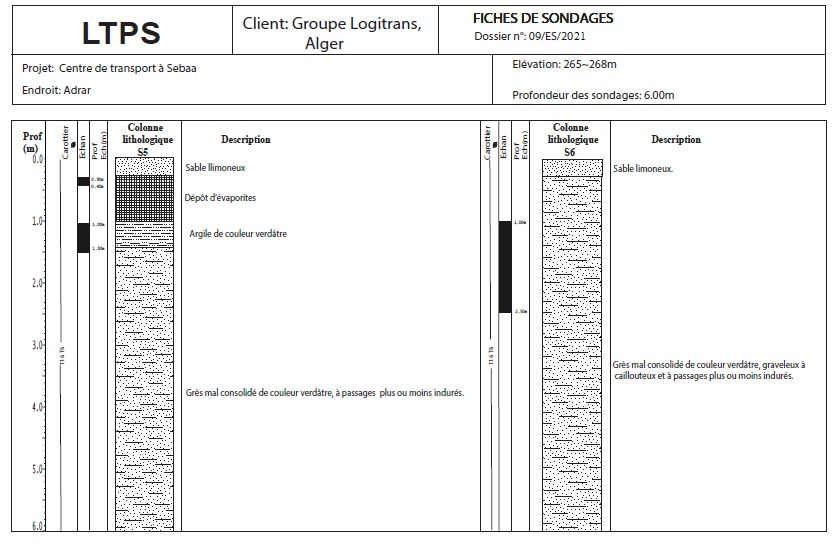 LTPS
Client: Groupe Logitrans,
Alger
FICHES DE SONDAGES
Dossier n°: 09/ES/2021
Projet: Centre de transport à Sebaa
Endroit: Adrar
Elévation: 265~268m
Profondeur des sondages: 6.00m
Prof
(m)
Carottier
Echan
Prof
Ech(m)
Colonne
lithologique
S5
Description
0.0
1.0
2.0
3.0
4.0
5.0
6.0
116 T6
0.30m
0.40m
1.00m
1.50m
Sable llimoneux
Dépôt d'évaporites
Argile de couleur verdâtre
Grès mal consolidé de couleur verdâtre, à passages plus ou moins indurés.
Carottier
Echan
Prof
Ech(m)
Colonne
lithologique
S6
Description
116 T6
1.00m
2.50m
Sable limoneux.
Grès mal consolidé de couleur verdâtre, graveleux à
caillouteux et à passages plus ou moins indurés.